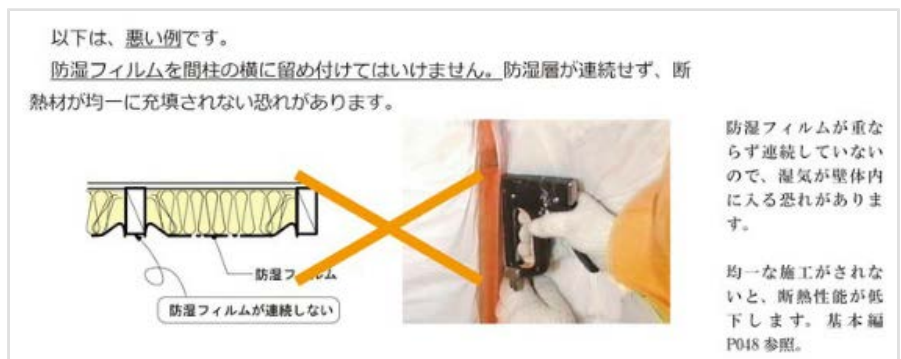 以下は、悪い例です。
防湿フィルムを間柱の横に留め付けてはいけません。防湿層が連続せず、断
熱材が均一に充填されない恐れがあります。
防湿フィルム
防湿フィルムが連続しない
防湿フィルムが重な
らず連続していない
ので、湿気が壁体内
に入る恐れがありま
す。
均一な施工がされな
いと、断熱性能が低
下します。基本編
P048 参照。